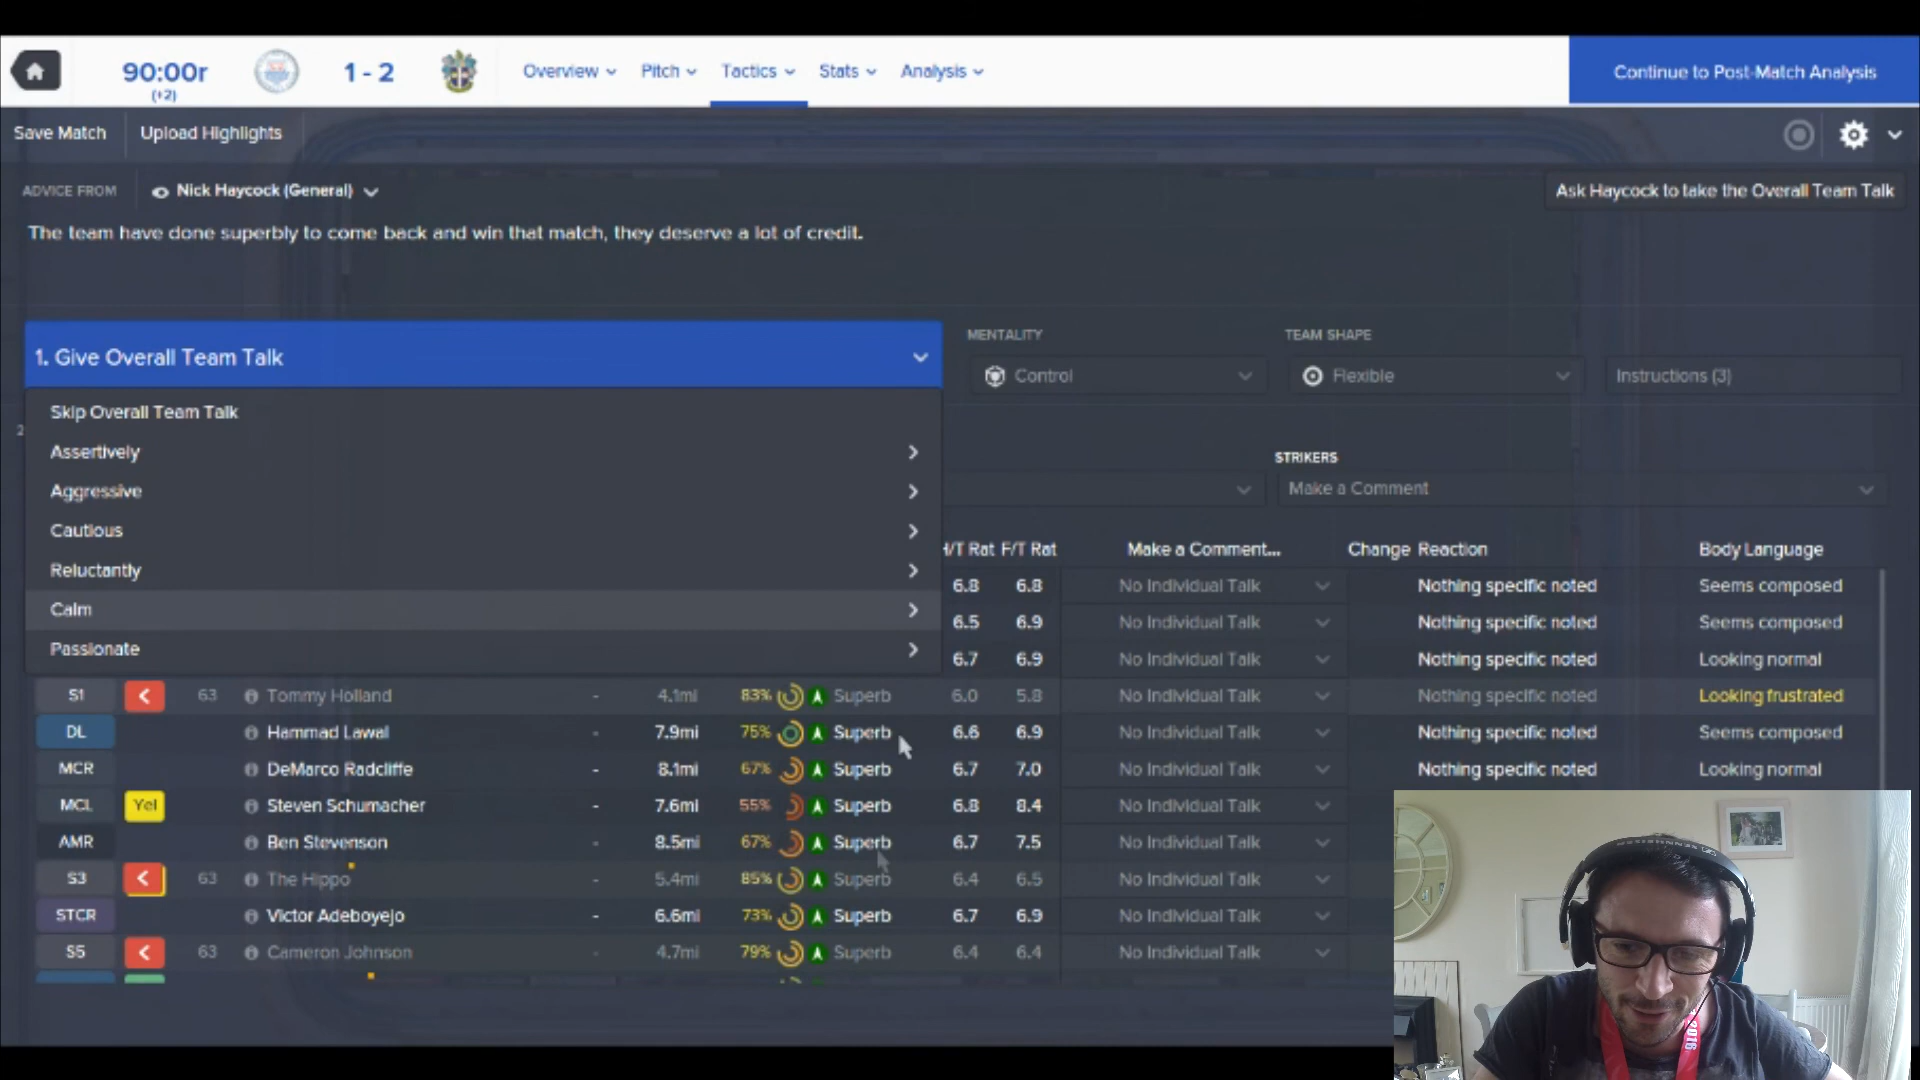 90:00r 1 - 2 Overview Pitch Tactics Stats Analysis Continue to Post-Match Analysis
(+2)
Save Match Upload Highlights
ADVICE FROM Nick Haycock (General) Ask Haycock to take the Overall Team Talk
The team have done superbly to come back and win that match, they deserve a lot of credit.
MENTALITY TEAM SHAPE
1. Give Overall Team Talk Control Flexible Instructions (3)
Skip Overall Team Talk
2
Assertively STRIKERS
Aggressive Make a Comment
Cautious
H/T Rat F/T Rat Make a Comment... Change Reaction Body Language
Reluctantly 6.8 6.8 No Individual Talk Nothing specific noted Seems composed
Calm 6.5 6.9 No Individual Talk Nothing specific noted Seems composed
Passionate 6.7 6.9 No Individual Talk Nothing specific noted Looking normal
S1 63 Tommy Holland - 4.1mi 83% Superb 6.0 5.8 No Individual Talk Nothing specific noted Looking frustrated
DL Hammad Lawal - 7.9mi 75% Superb 6.6 6.9 No Individual Talk Nothing specific noted Seems composed
MCR DeMarco Radcliffe - 8.1mi 67% Superb 6.7 7.0 No Individual Talk Nothing specific noted Looking normal
MCL Yel Steven Schumacher - 7.6mi 55% Superb 6.8 8.4 No Individual Talk
AMR Ben Stevenson - 8.5mi 67% Superb 6.7 7.5 No Individual Talk
S3 63 The Hippo - 5.4mi 85% Superb 6.4 6.5 No Individual Talk
STCR Victor Adeboyejo - 6.6mi 73% Superb 6.7 6.9 No Individual Talk
S5 63 Cameron Johnson - 4.7mi 79% Superb 6.4 6.4 No Individual Talk
SENNHEISER
2016